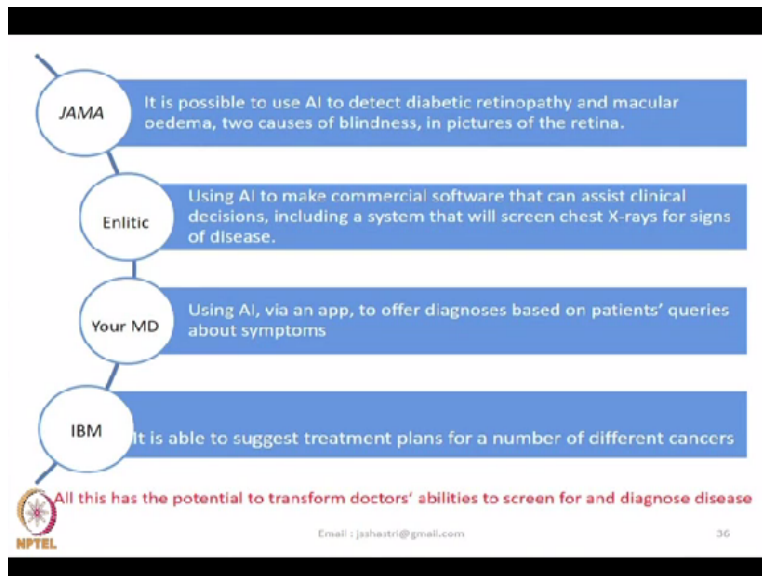 JAMA
It is possible to use AI to detect diabetic retinopathy and macular
oedema, two causes of blindness, in pictures of the retina.
Enlitic
Using AI to make commercial software that can assist clinical
decisions, including a system that will screen chest X-rays for signs
of disease.
Your MD
Using AI, via an app, to offer diagnoses based on patients' queries
about symptoms
IBM
It is able to suggest treatment plans for a number of different cancers
All this has the potential to transform doctors' abilities to screen for and diagnose disease
NPTEL
Email : jashastri@gmail.com
36